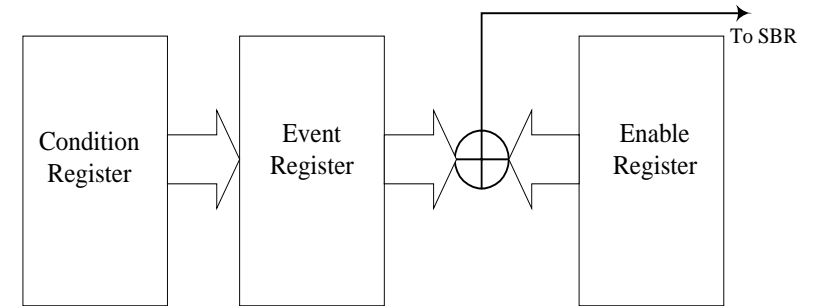 To SBR
Condition
Register
Event
Register
Enable
Register